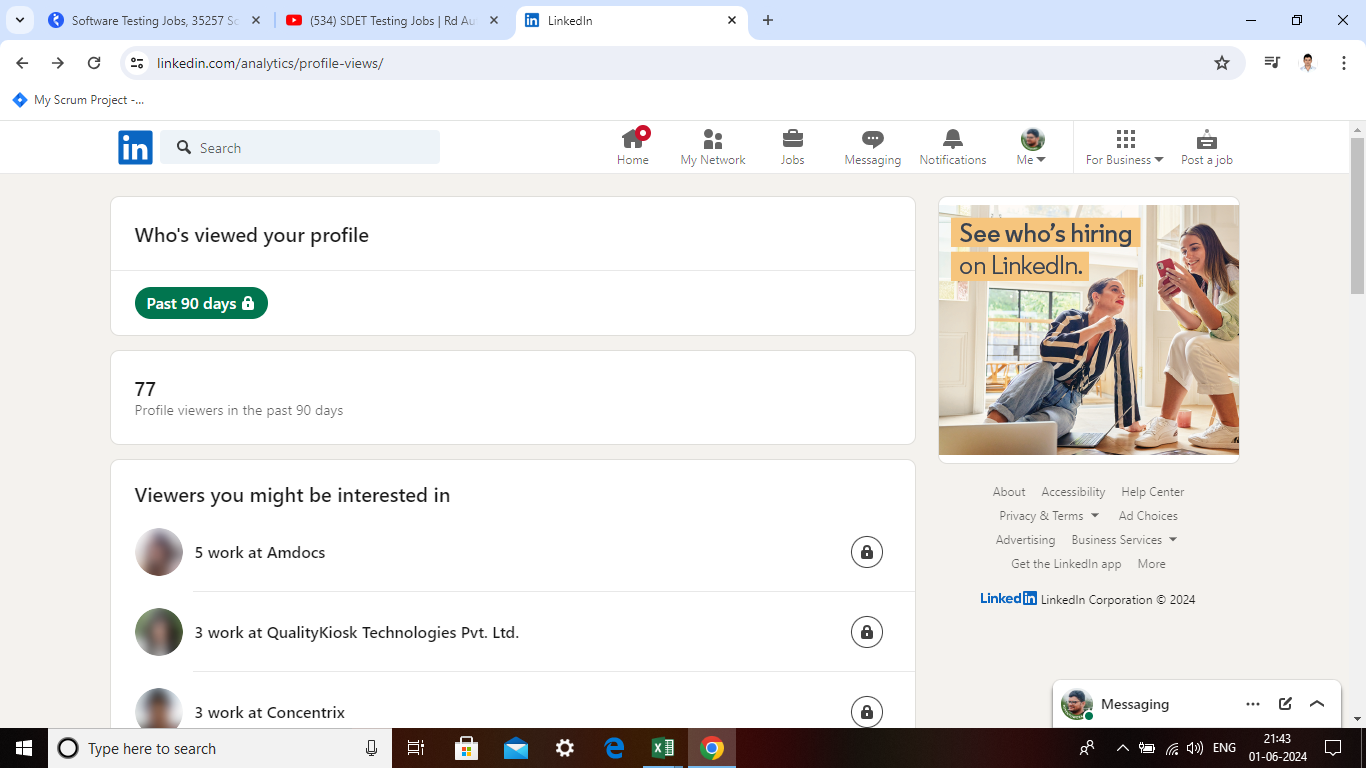 Software Testing Jobs, 35257 So
(534) SDET Testing Jobs | Rd Au
LinkedIn
linkedin.com/analytics/profile-views/
My Scrum Project -...
in
Search
Home
My Network
Jobs
Messaging
Notifications
Me
For Business
Post a job
Who's viewed your profile
Past 90 days
77
Profile viewers in the past 90 days
Viewers you might be interested in
5 work at Amdocs
3 work at QualityKiosk Technologies Pvt. Ltd.
3 work at Concentrix
See who's hiring
on LinkedIn.
About Accessibility Help Center
Privacy & Terms Ad Choices
Advertising Business Services
Get the LinkedIn app More
LinkedIn LinkedIn Corporation © 2024
Messaging
Type here to search
ENG
21:43
01-06-2024